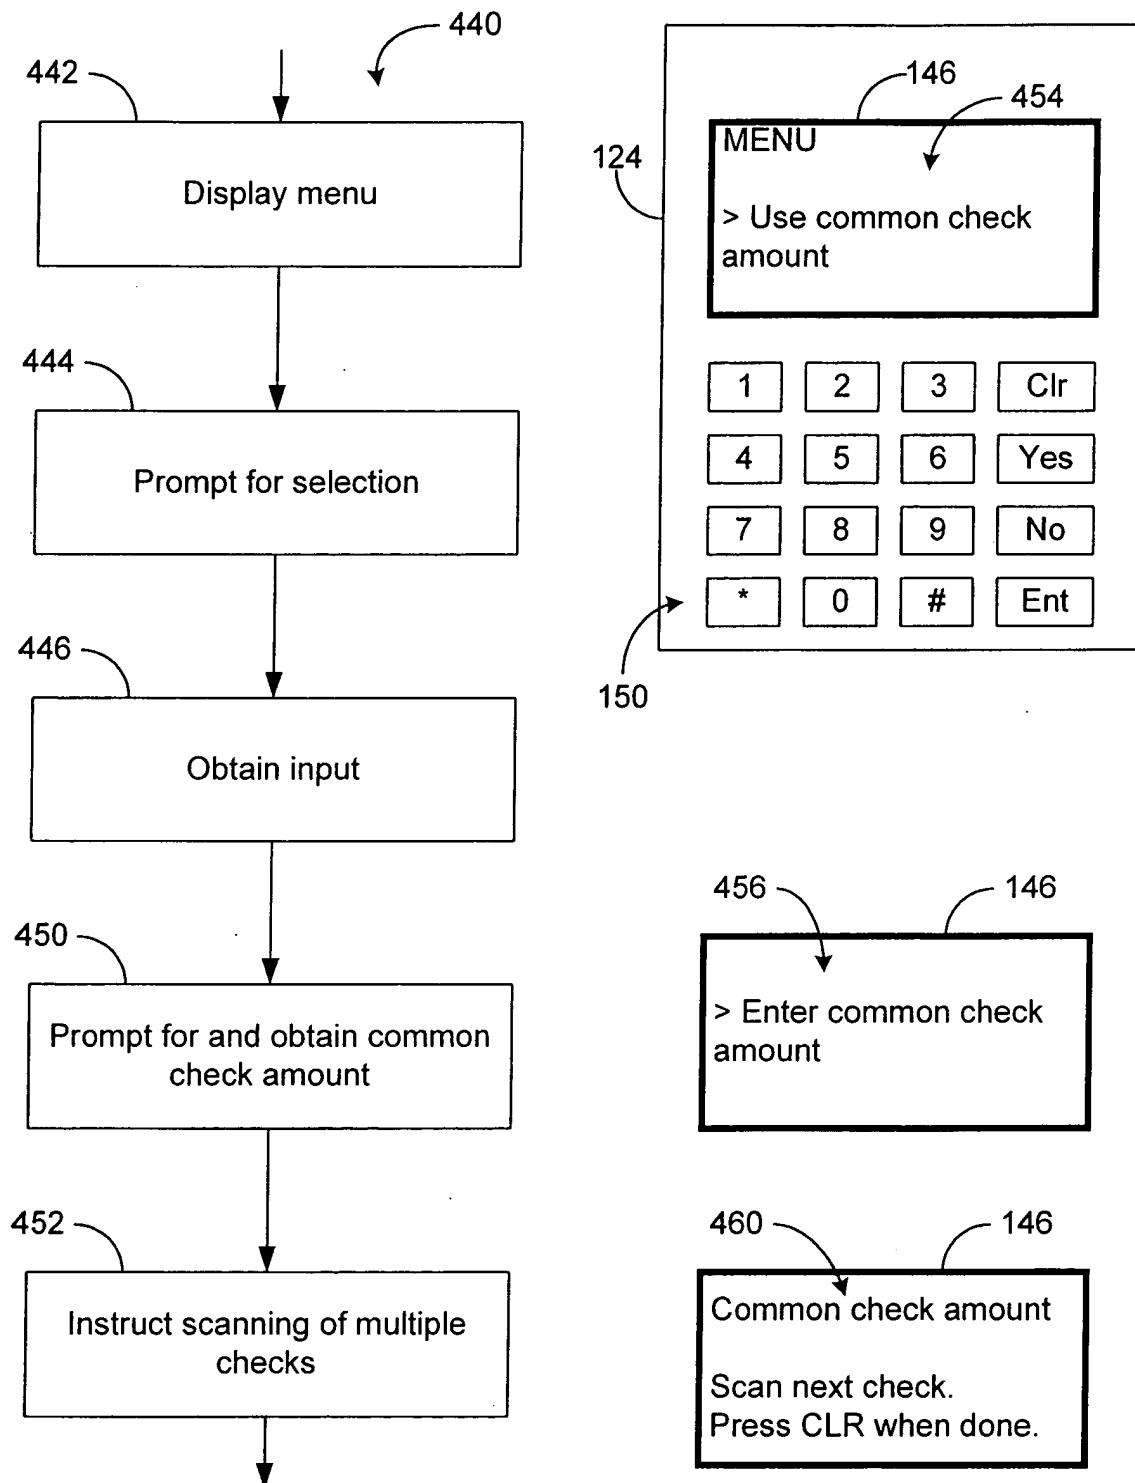 440
442
Display menu
444
Prompt for selection
446
Obtain input
450
Prompt for and obtain common
check amount
452
Instruct scanning of multiple
checks
146
454
124
MENU
> Use common check
amount
1 2 3 Clr
4 5 6 Yes
7 8 9 No
* 0 # Ent
150
456
146
> Enter common check
amount
460
146
Common check amount
Scan next check.
Press CLR when done.